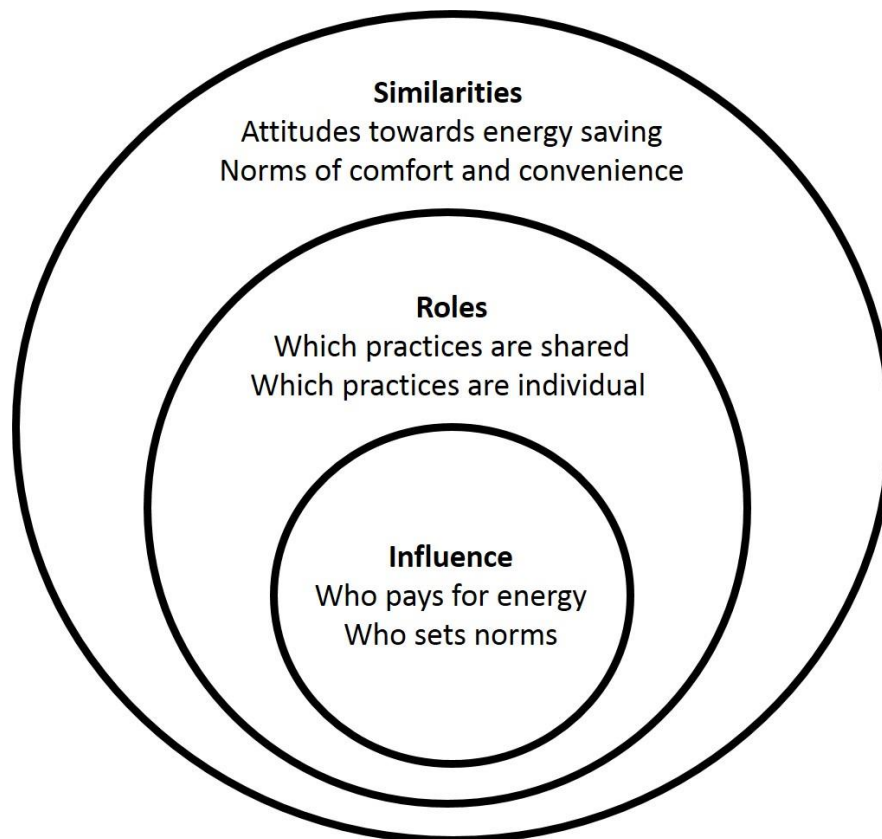 Similarities
Attitudes towards energy saving
Norms of comfort and convenience
Roles
Which practices are shared
Which practices are individual
Influence
Who pays for energy
Who sets norms